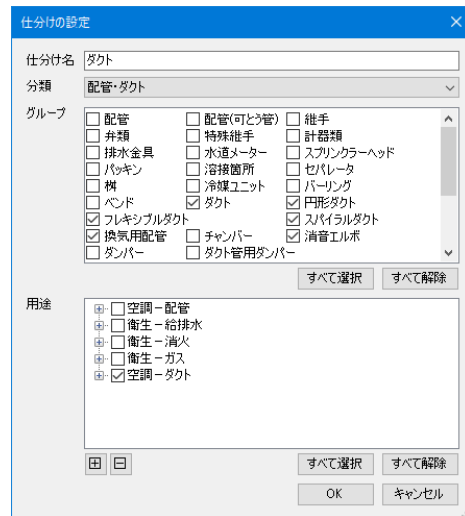 仕分けの設定
仕分け名 ダクト
分類 配管・ダクト
グループ
配管 配管(可とう管) 継手
弁類 特殊継手 計器類
排水金具 水道メーター スプリンクラーヘッド
パッキン 溶接箇所 セパレータ
桝 冷媒ユニット バーリング
ベンド ダクト 円形ダクト
フレキシブルダクト スパイラルダクト
換気用配管 チャンバー 消音エルボ
ダンパー ダクト管用ダンパー
すべて選択 すべて解除
用途
空調－配管
衛生－給排水
衛生－消火
衛生－ガス
空調－ダクト
すべて選択 すべて解除
OK キャンセル